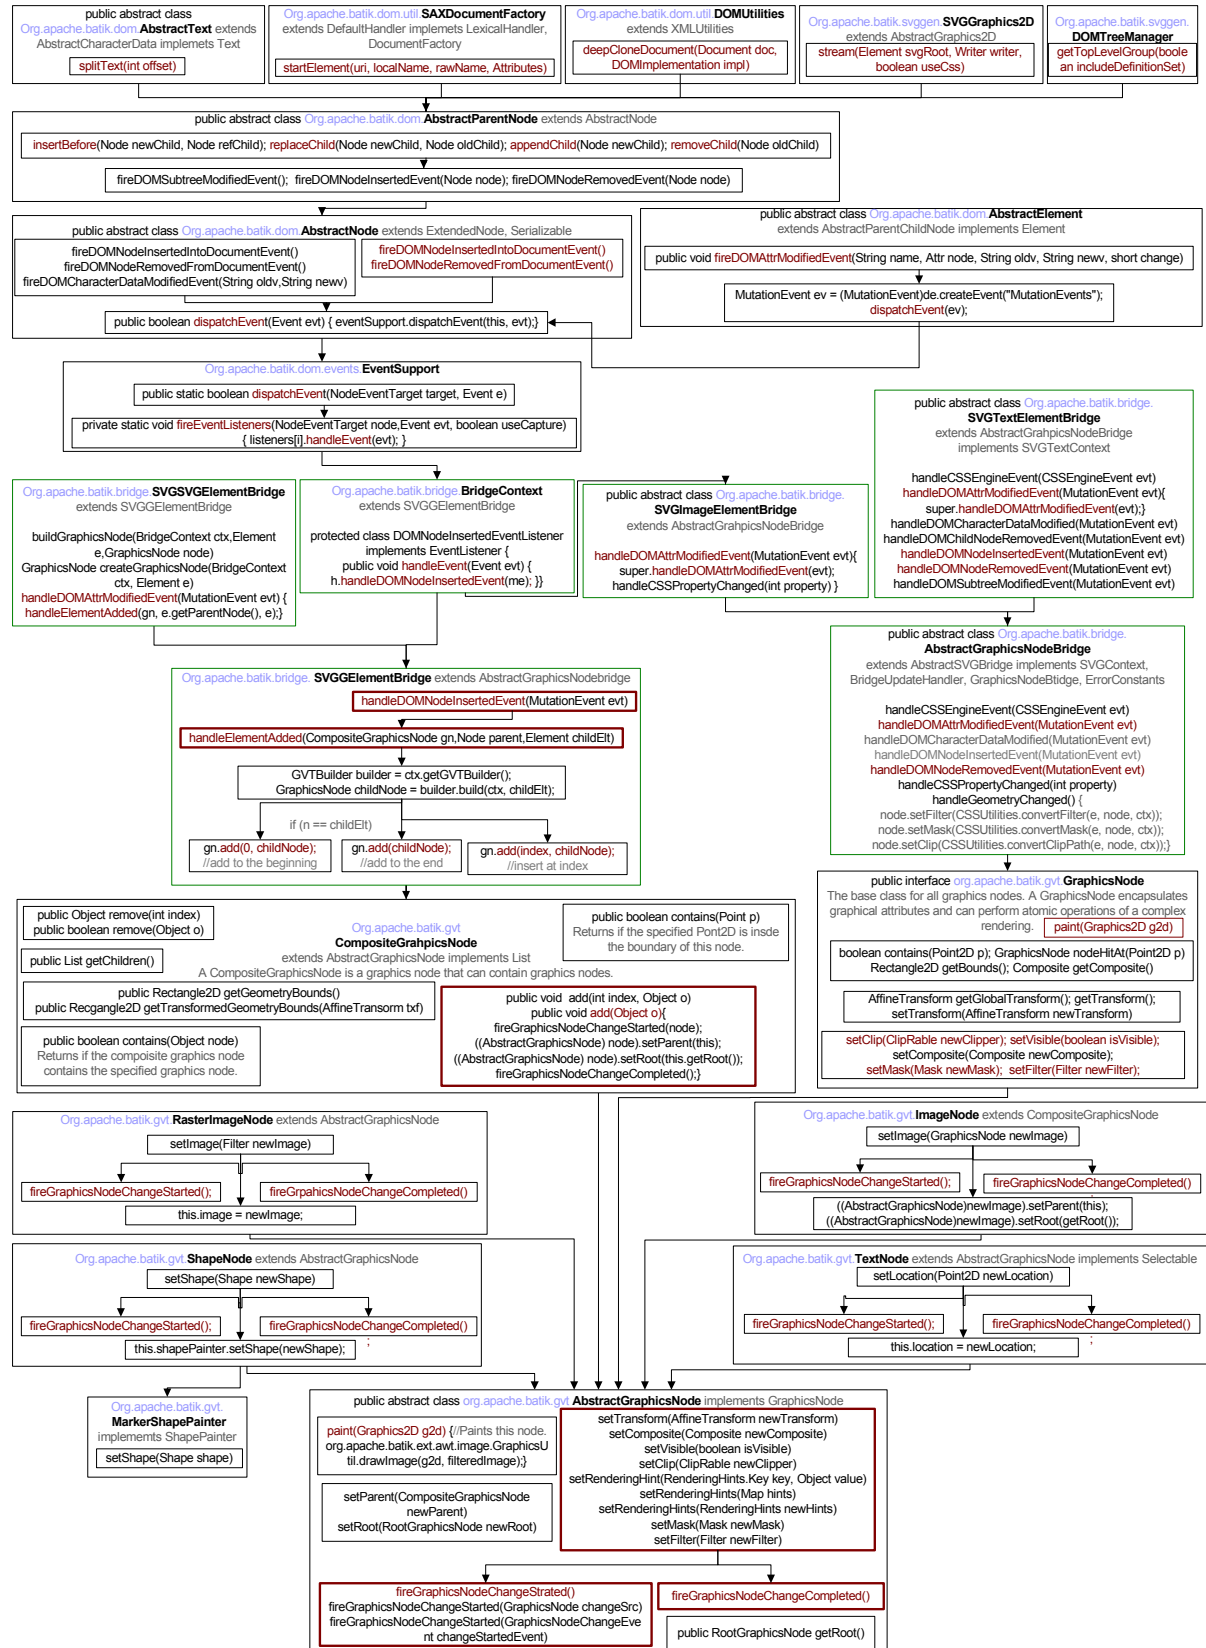 public abstract class
Org.apache.batik.dom.AbstractText extends
AbstractCharacterData implemets Text
splitText(int offset)
Org.apache.batik.dom.util.SAXDocumentFactory
extends DefaultHandler implemets LexicalHandler,
DocumentFactory
startElement(uri, localName, rawName, Attributes)
Org.apache.batik.dom.util.DOMUtilities
extends XMLUtilities
deepCloneDocument(Document doc,
DOMImplementation impl)
Org.apache.batik.svggen.SVGGraphics2D
extends AbstractGraphics2D
stream(Element svgRoot, Writer writer,
boolean useCss)
Org.apache.batik.svggen.
DOMTreeManager
getTopLevelGroup(boole
an includeDefinitionSet)
public abstract class Org.apache.batik.dom.AbstractParentNode extends AbstractNode
insertBefore(Node newChild, Node refChild); replaceChild(Node newChild, Node oldChild); appendChild(Node newChild); removeChild(Node oldChild)
fireDOMSubtreeModifiedEvent(); fireDOMNodeInsertedEvent(Node node); fireDOMNodeRemovedEvent(Node node)
public abstract class Org.apache.batik.dom.AbstractNode extends ExtendedNode, Serializable
fireDOMNodeInsertedIntoDocumentEvent()
fireDOMNodeRemovedFromDocumentEvent()
fireDOMCharacterDataModifiedEvent(String oldv,String newv)
fireDOMNodeInsertedIntoDocumentEvent()
fireDOMNodeRemovedFromDocumentEvent()
public boolean dispatchEvent(Event evt) { eventSupport.dispatchEvent(this, evt);}
public abstract class Org.apache.batik.dom.AbstractElement
extends AbstractParentChildNode implements Element
public void fireDOMAttrModifiedEvent(String name, Attr node, String oldv, String newv, short change)
MutationEvent ev = (MutationEvent)de.createEvent("MutationEvents");
dispatchEvent(ev);
Org.apache.batik.dom.events.EventSupport
public static boolean dispatchEvent(NodeEventTarget target, Event e)
private static void fireEventListeners(NodeEventTarget node,Event evt, boolean useCapture)
{ listeners[i].handleEvent(evt); }
public abstract class Org.apache.batik.bridge.
SVGTextElementBridge
extends AbstractGrahpicsNodeBridge
implements SVGTextContext
handleCSSEngineEvent(CSSEngineEvent evt)
handleDOMAttrModifiedEvent(MutationEvent evt){
super.handleDOMAttrModifiedEvent(evt);}
handleDOMCharacterDataModified(MutationEvent evt)
handleDOMChildNodeRemovedEvent(MutationEvent evt)
handleDOMNodeInsertedEvent(MutationEvent evt)
handleDOMNodeRemovedEvent(MutationEvent evt)
handleDOMSubtreeModifiedEvent(MutationEvent evt)
Org.apache.batik.bridge.SVGSVGElementBridge
extends SVGGElementBridge
buildGraphicsNode(BridgeContext ctx,Element
e,GraphicsNode node)
GraphicsNode createGraphicsNode(BridgeContext
ctx, Element e)
handleDOMAttrModifiedEvent(MutationEvent evt) {
handleElementAdded(gn, e.getParentNode(), e);}
Org.apache.batik.bridge.BridgeContext
extends SVGGElementBridge
protected class DOMNodeInsertedEventListener
implements EventListener {
public void handleEvent(Event evt) {
h.handleDOMNodeInsertedEvent(me); }}
public abstract class Org.apache.batik.bridge.
SVGImageElementBridge
extends AbstractGrahpicsNodeBridge
handleDOMAttrModifiedEvent(MutationEvent evt){
super.handleDOMAttrModifiedEvent(evt);
handleCSSPropertyChanged(int property) }
public abstract class Org.apache.batik.bridge.
AbstractGraphicsNodeBridge
extends AbstractSVGBridge implements SVGContext,
BridgeUpdateHandler, GraphicsNodeBtidge, ErrorConstants
handleCSSEngineEvent(CSSEngineEvent evt)
handleDOMAttrModifiedEvent(MutationEvent evt)
handleDOMCharacterDataModified(MutationEvent evt)
handleDOMNodeInsertedEvent(MutationEvent evt)
handleDOMNodeRemovedEvent(MutationEvent evt)
handleCSSPropertyChanged(int property)
handleGeometryChanged() {
node.setFilter(CSSUtilities.convertFilter(e, node, ctx));
node.setMask(CSSUtilities.convertMask(e, node, ctx));
node.setClip(CSSUtilities.convertClipPath(e, node, ctx));}
Org.apache.batik.bridge. SVGGElementBridge extends AbstractGraphicsNodebridge
handleDOMNodeInsertedEvent(MutationEvent evt)
handleElementAdded(CompositeGraphicsNode gn,Node parent,Element childElt)
GVTBuilder builder = ctx.getGVTBuilder();
GraphicsNode childNode = builder.build(ctx, childElt);
if (n == childElt)
gn.add(0, childNode);
//add to the beginning
gn.add(childNode);
//add to the end
gn.add(index, childNode);
//insert at index
public Object remove(int index)
public boolean remove(Object o)
public List getChildren()
Org.apache.batik.gvt
CompositeGrahpicsNode
extends AbstractGraphicsNode implements List
A CompositeGraphicsNode is a graphics node that can contain graphics nodes.
public boolean contains(Point p)
Returns if the specified Pont2D is insde
the boundary of this node.
public Rectangle2D getGeometryBounds()
public Recgangle2D getTransformedGeometryBounds(AffineTransorm txf)
public boolean contains(Object node)
Returns if the compoisite graphics node
contains the specified graphics node.
public void add(int index, Object o)
public void add(Object o){
fireGraphicsNodeChangeStarted(node);
((AbstractGraphicsNode) node).setParent(this);
((AbstractGraphicsNode) node).setRoot(this.getRoot());
fireGraphicsNodeChangeCompleted();}
public interface org.apache.batik.gvt.GraphicsNode
The base class for all graphics nodes. A GraphicsNode encapsulates
graphical attributes and can perform atomic operations of a complex
rendering.
paint(Graphics2D g2d)
boolean contains(Point2D p); GraphicsNode nodeHitAt(Point2D p)
Rectangle2D getBounds(); Composite getComposite()
AffineTransform getGlobalTransform(); getTransform();
setTransform(AffineTransform newTransform)
setClip(ClipRable newClipper); setVisible(boolean isVisible);
setComposite(Composite newComposite);
setMask(Mask newMask); setFilter(Filter newFilter);
Org.apache.batik.gvt.RasterImageNode extends AbstractGraphicsNode
setImage(Filter newImage)
fireGraphicsNodeChangeStarted();
fireGrpahicsNodeChangeCompleted()
this.image = newImage;
Org.apache.batik.gvt.ImageNode extends CompositeGraphicsNode
setImage(GraphicsNode newImage)
fireGraphicsNodeChangeStarted();
fireGraphicsNodeChangeCompleted()
;
((AbstractGraphicsNode)newImage).setParent(this);
((AbstractGraphicsNode)newImage).setRoot(getRoot());
Org.apache.batik.gvt.ShapeNode extends AbstractGraphicsNode
setShape(Shape newShape)
fireGraphicsNodeChangeStarted();
fireGraphicsNodeChangeCompleted()
;
this.shapePainter.setShape(newShape);
Org.apache.batik.gvt.TextNode extends AbstractGraphicsNode implements Selectable
setLocation(Point2D newLocation)
fireGraphicsNodeChangeStarted();
fireGraphicsNodeChangeCompleted()
;
this.location = newLocation;
Org.apache.batik.gvt.
MarkerShapePainter
implememts ShapePainter
setShape(Shape shape)
public abstract class org.apache.batik.gvt.AbstractGraphicsNode implements GraphicsNode
paint(Graphics2D g2d) {//Paints this node.
org.apache.batik.ext.awt.image.GraphicsU
til.drawImage(g2d, filteredImage);}
setParent(CompositeGraphicsNode
newParent)
setRoot(RootGraphicsNode newRoot)
setTransform(AffineTransform newTransform)
setComposite(Composite newComposite)
setVisible(boolean isVisible)
setClip(ClipRable newClipper)
setRenderingHint(RenderingHints.Key key, Object value)
setRenderingHints(Map hints)
setRenderingHints(RenderingHints newHints)
setMask(Mask newMask)
setFilter(Filter newFilter)
fireGraphicsNodeChangeStrated()
fireGraphicsNodeChangeStarted(GraphicsNode changeSrc)
fireGraphicsNodeChangeStarted(GraphicsNodeChangeEve
nt changeStartedEvent)
fireGraphicsNodeChangeCompleted()
public RootGraphicsNode getRoot()